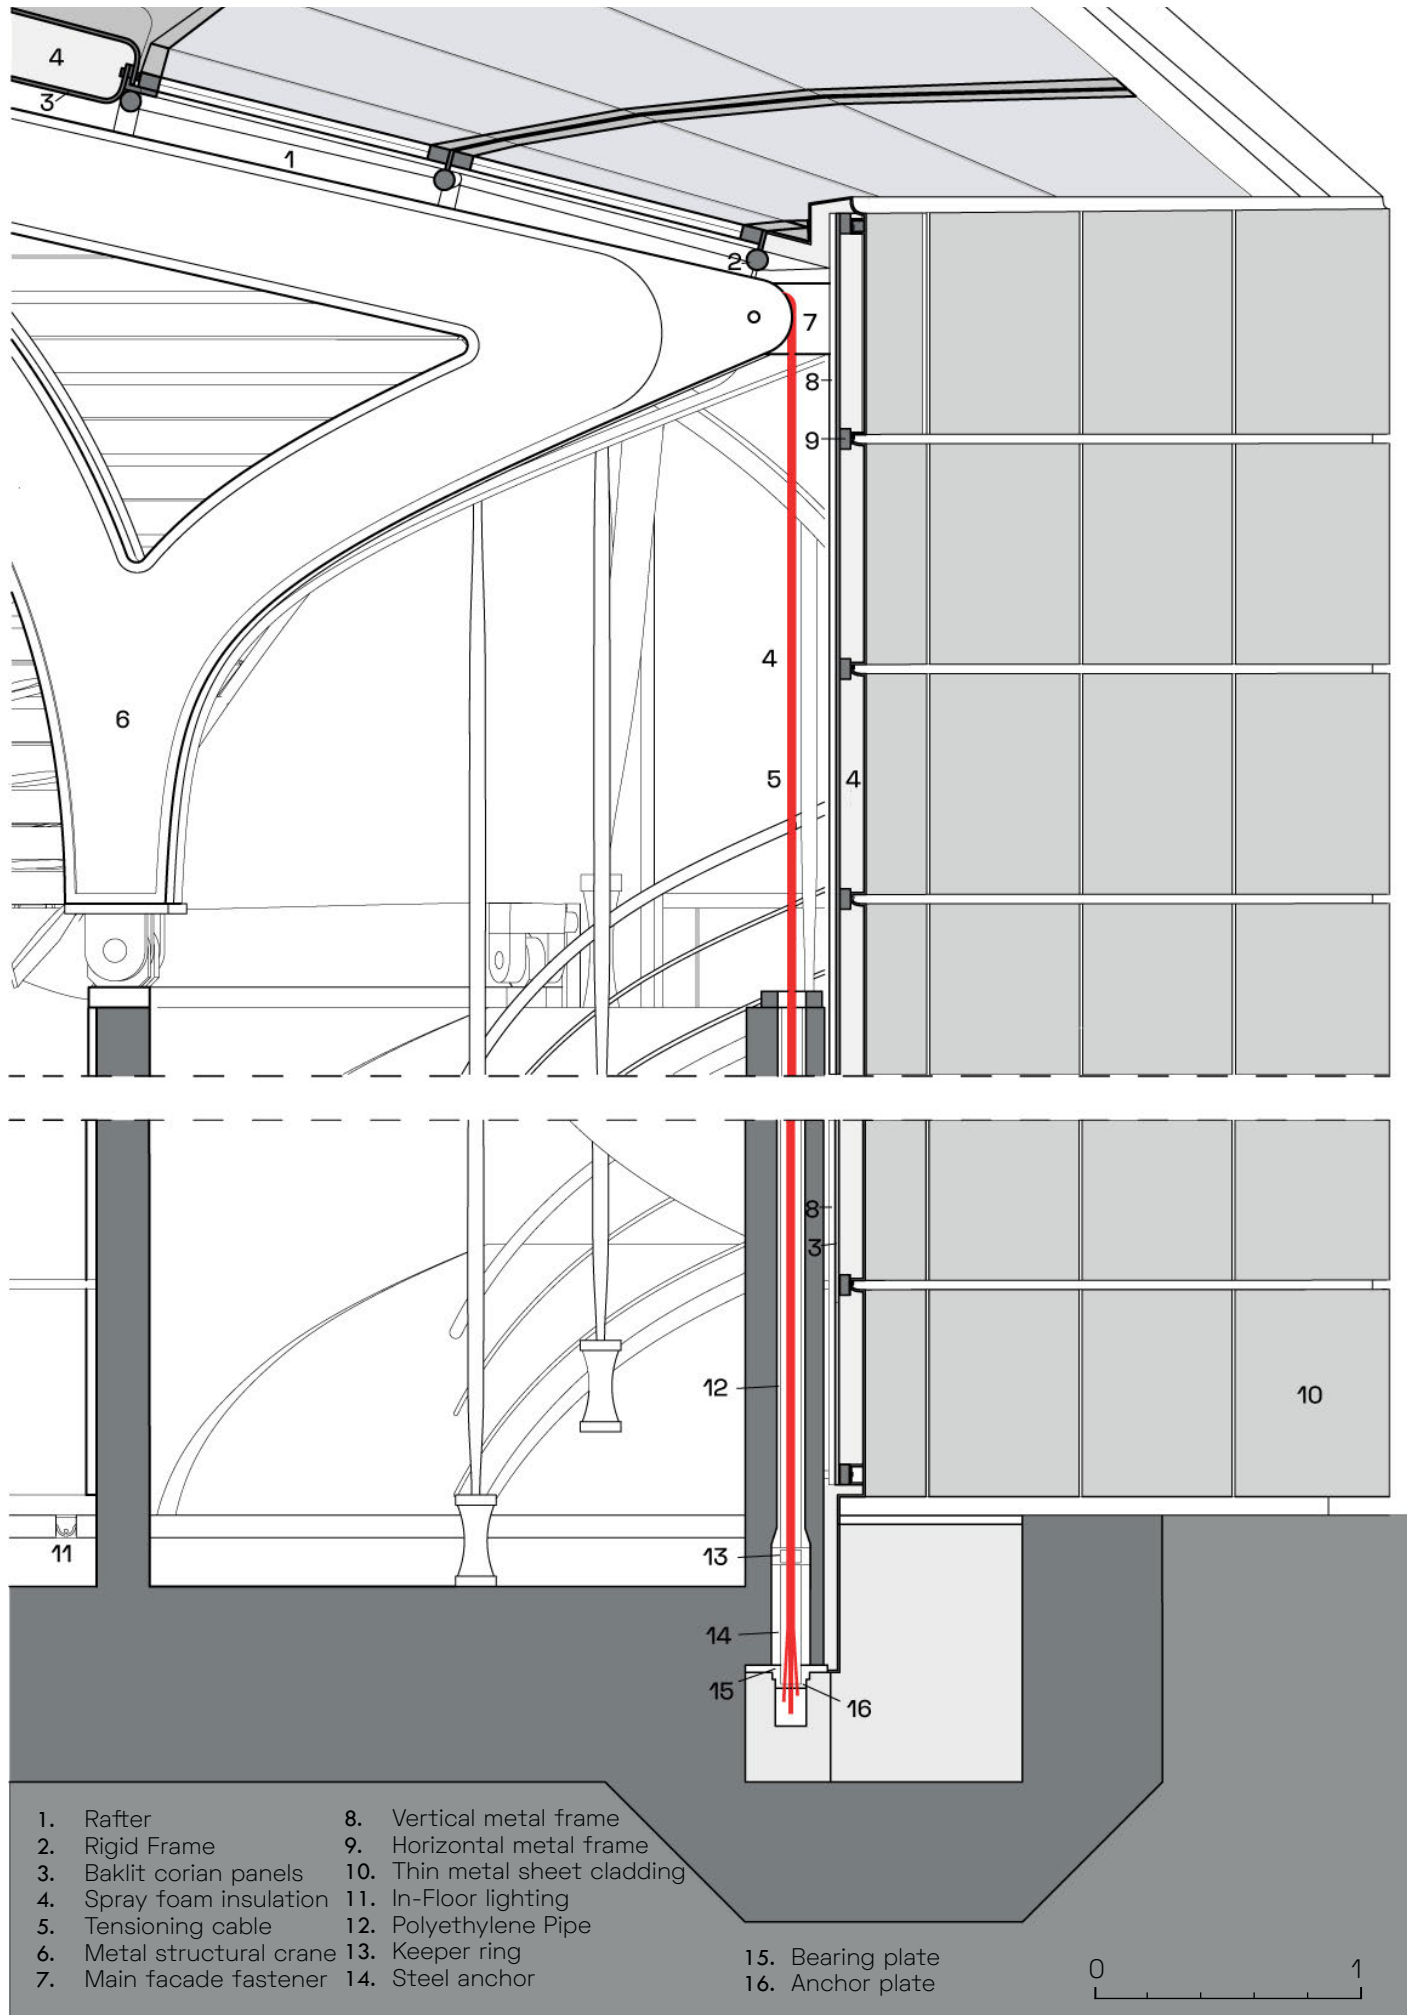 4
3
1
2
7
8
9
4
5
4
6
8
3
12
10
11
13
14
15
16
1. Rafter
2. Rigid Frame
3. Baklit corian panels
4. Spray foam insulation
5. Tensioning cable
6. Metal structural crane
7. Main facade fastener
8. Vertical metal frame
9. Horizontal metal frame
10. Thin metal sheet cladding
11. In-Floor lighting
12. Polyethylene Pipe
13. Keeper ring
14. Steel anchor
15. Bearing plate
16. Anchor plate
0 1